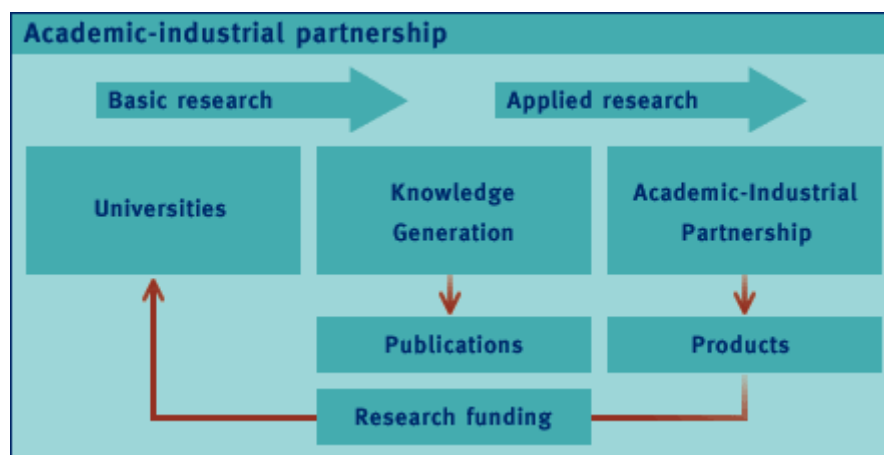 Academic-industrial partnership
Basic research
Applied research
Universities
Knowledge
Generation
Academic-Industrial
Partnership
Publications
Products
Research funding